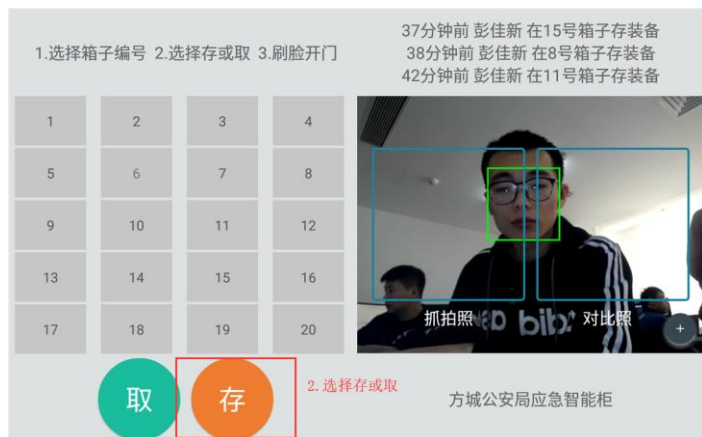 1.选择箱子编号 2.选择存或取 3.刷脸开门
37分钟前 彭佳新 在15号箱子存装备
38分钟前 彭佳新 在8号箱子存装备
42分钟前 彭佳新 在11号箱子存装备
1 2 3 4
5 6 7 8
9 10 11 12
13 14 15 16
17 18 19 20
抓拍照 对比照
+
取 存
2.选择存或取
方城公安局应急智能柜